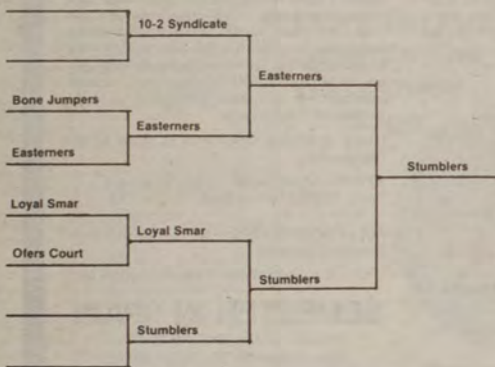 10-2 Syndicate
Easterners
Bone Jumpers
Easterners
Easterners
Stumblers
Loyal Smar
Loyal Smar
Ofers Court
Stumblers
Stumblers